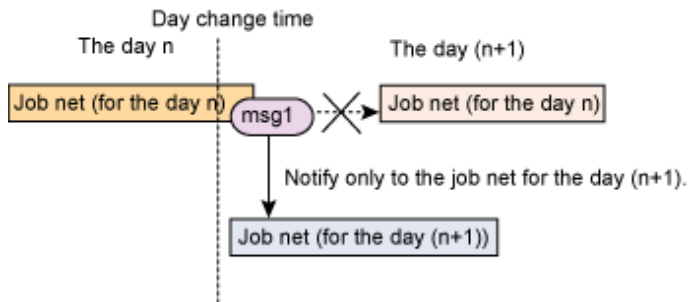 Day change time
The day n
The day (n+1)
Job net (for the day n)
msg1
Job net (for the day n)
Notify only to the job net for the day (n+1).
Job net (for the day (n+1))